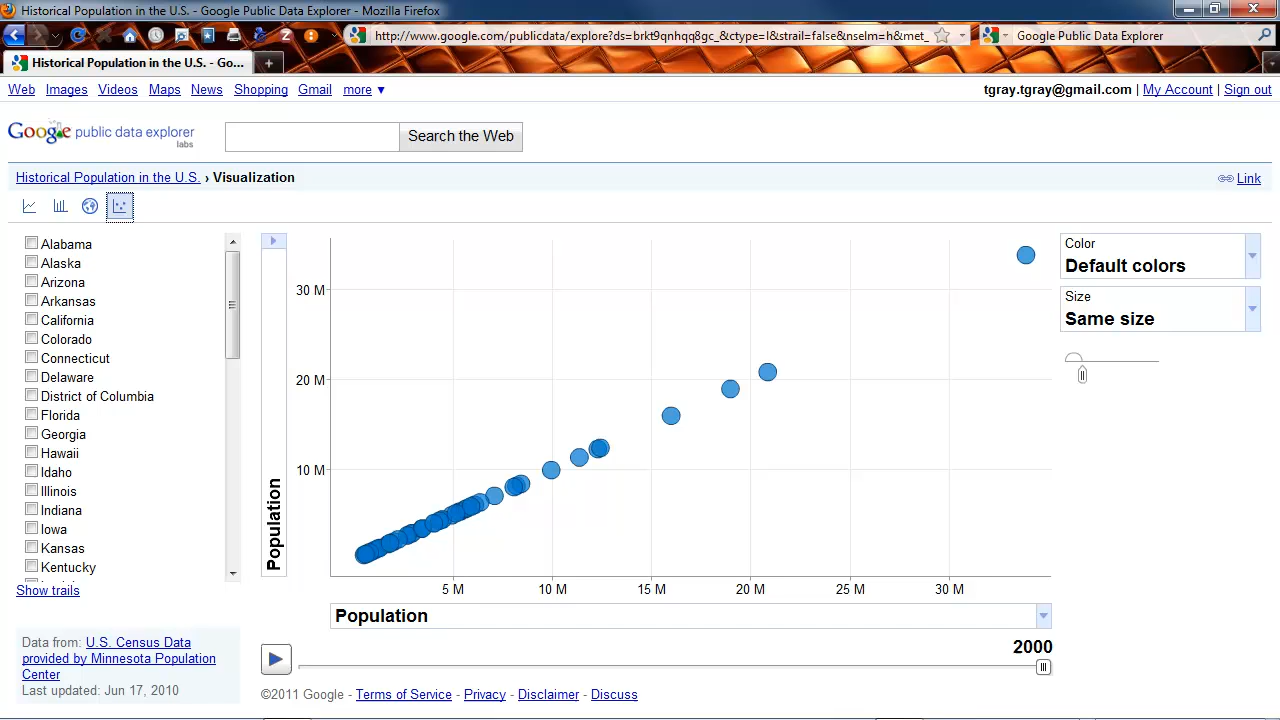 Historical Population in the U.S. - Google Public Data Explorer - Mozilla Firefox
http://www.google.com/publicdata/explore?ds=brkt9qnhqq8gc_&ctype=l&strail=false&nselm=h&met_
Google Public Data Explorer
Historical Population in the U.S. - Go...
Web Images Videos Maps News Shopping Gmail more ▼
tgray.tgray@gmail.com | My Account | Sign out
Google public data explorer
labs
Search the Web
Historical Population in the U.S. › Visualization
Link
Alabama
Alaska
Arizona
Arkansas
California
Colorado
Connecticut
Delaware
District of Columbia
Florida
Georgia
Hawaii
Idaho
Illinois
Indiana
Iowa
Kansas
Kentucky
Show trails
Data from: U.S. Census Data
provided by Minnesota Population
Center
Last updated: Jun 17, 2010
Population
30 M
20 M
10 M
5 M 10 M 15 M 20 M 25 M 30 M
Population
2000
Color
Default colors
Size
Same size
©2011 Google - Terms of Service - Privacy - Disclaimer - Discuss